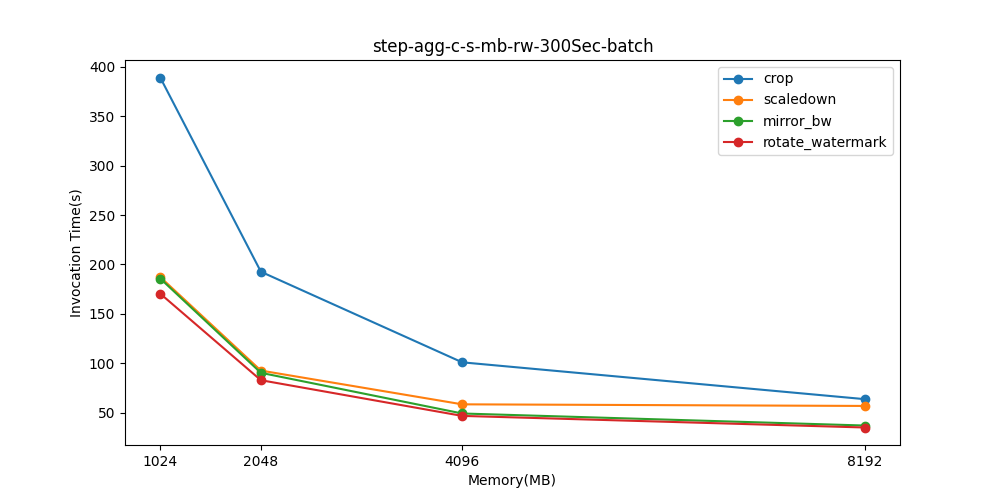 step-agg-c-s-mb-rw-300Sec-batch
400
350
300
250
200
150
100
50
Invocation Time(s)
crop
scaledown
mirror_bw
rotate_watermark
1024 2048 4096 8192
Memory(MB)